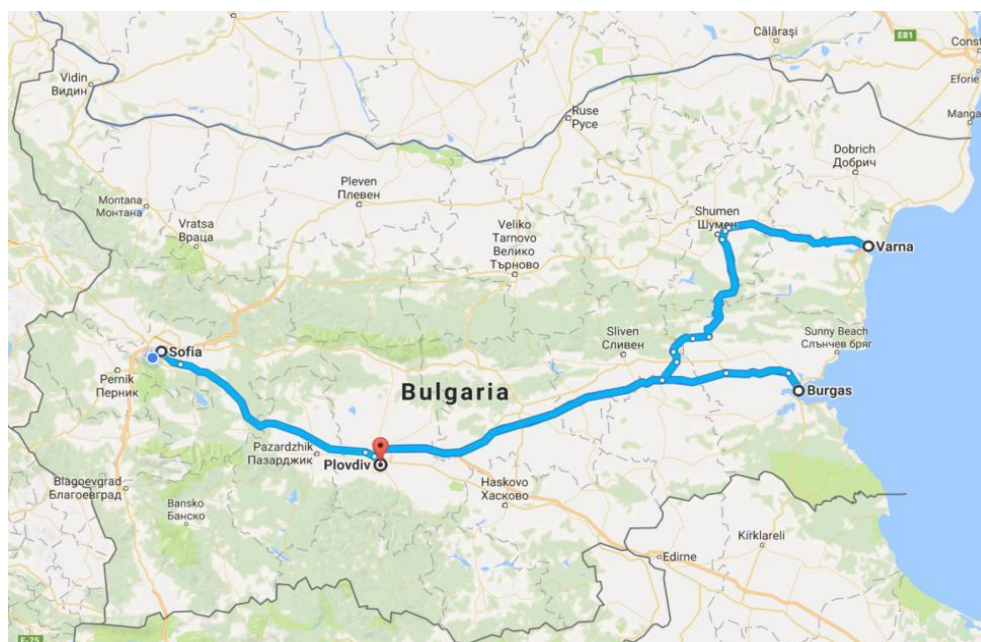 Vidin
Видин
Călărași
E81
Const
Eforie
Manga
Ruse
Русе
Dobrich
Добрич
Pleven
Плевен
Montana
Монтана
Vratsa
Враца
Veliko
Tarnovo
Велико
Търново
Shumen
Шумен
Varna
Sofia
Pernik
Перник
Sliven
Сливен
Sunny Beach
Слънчев бряг
Bulgaria
Burgas
Pazardzhik
Пазарджик
Plovdiv
Blagoevgrad
Благоевград
Bansko
Банско
Haskovo
Хасково
Edirne
Kırklareli
E-75